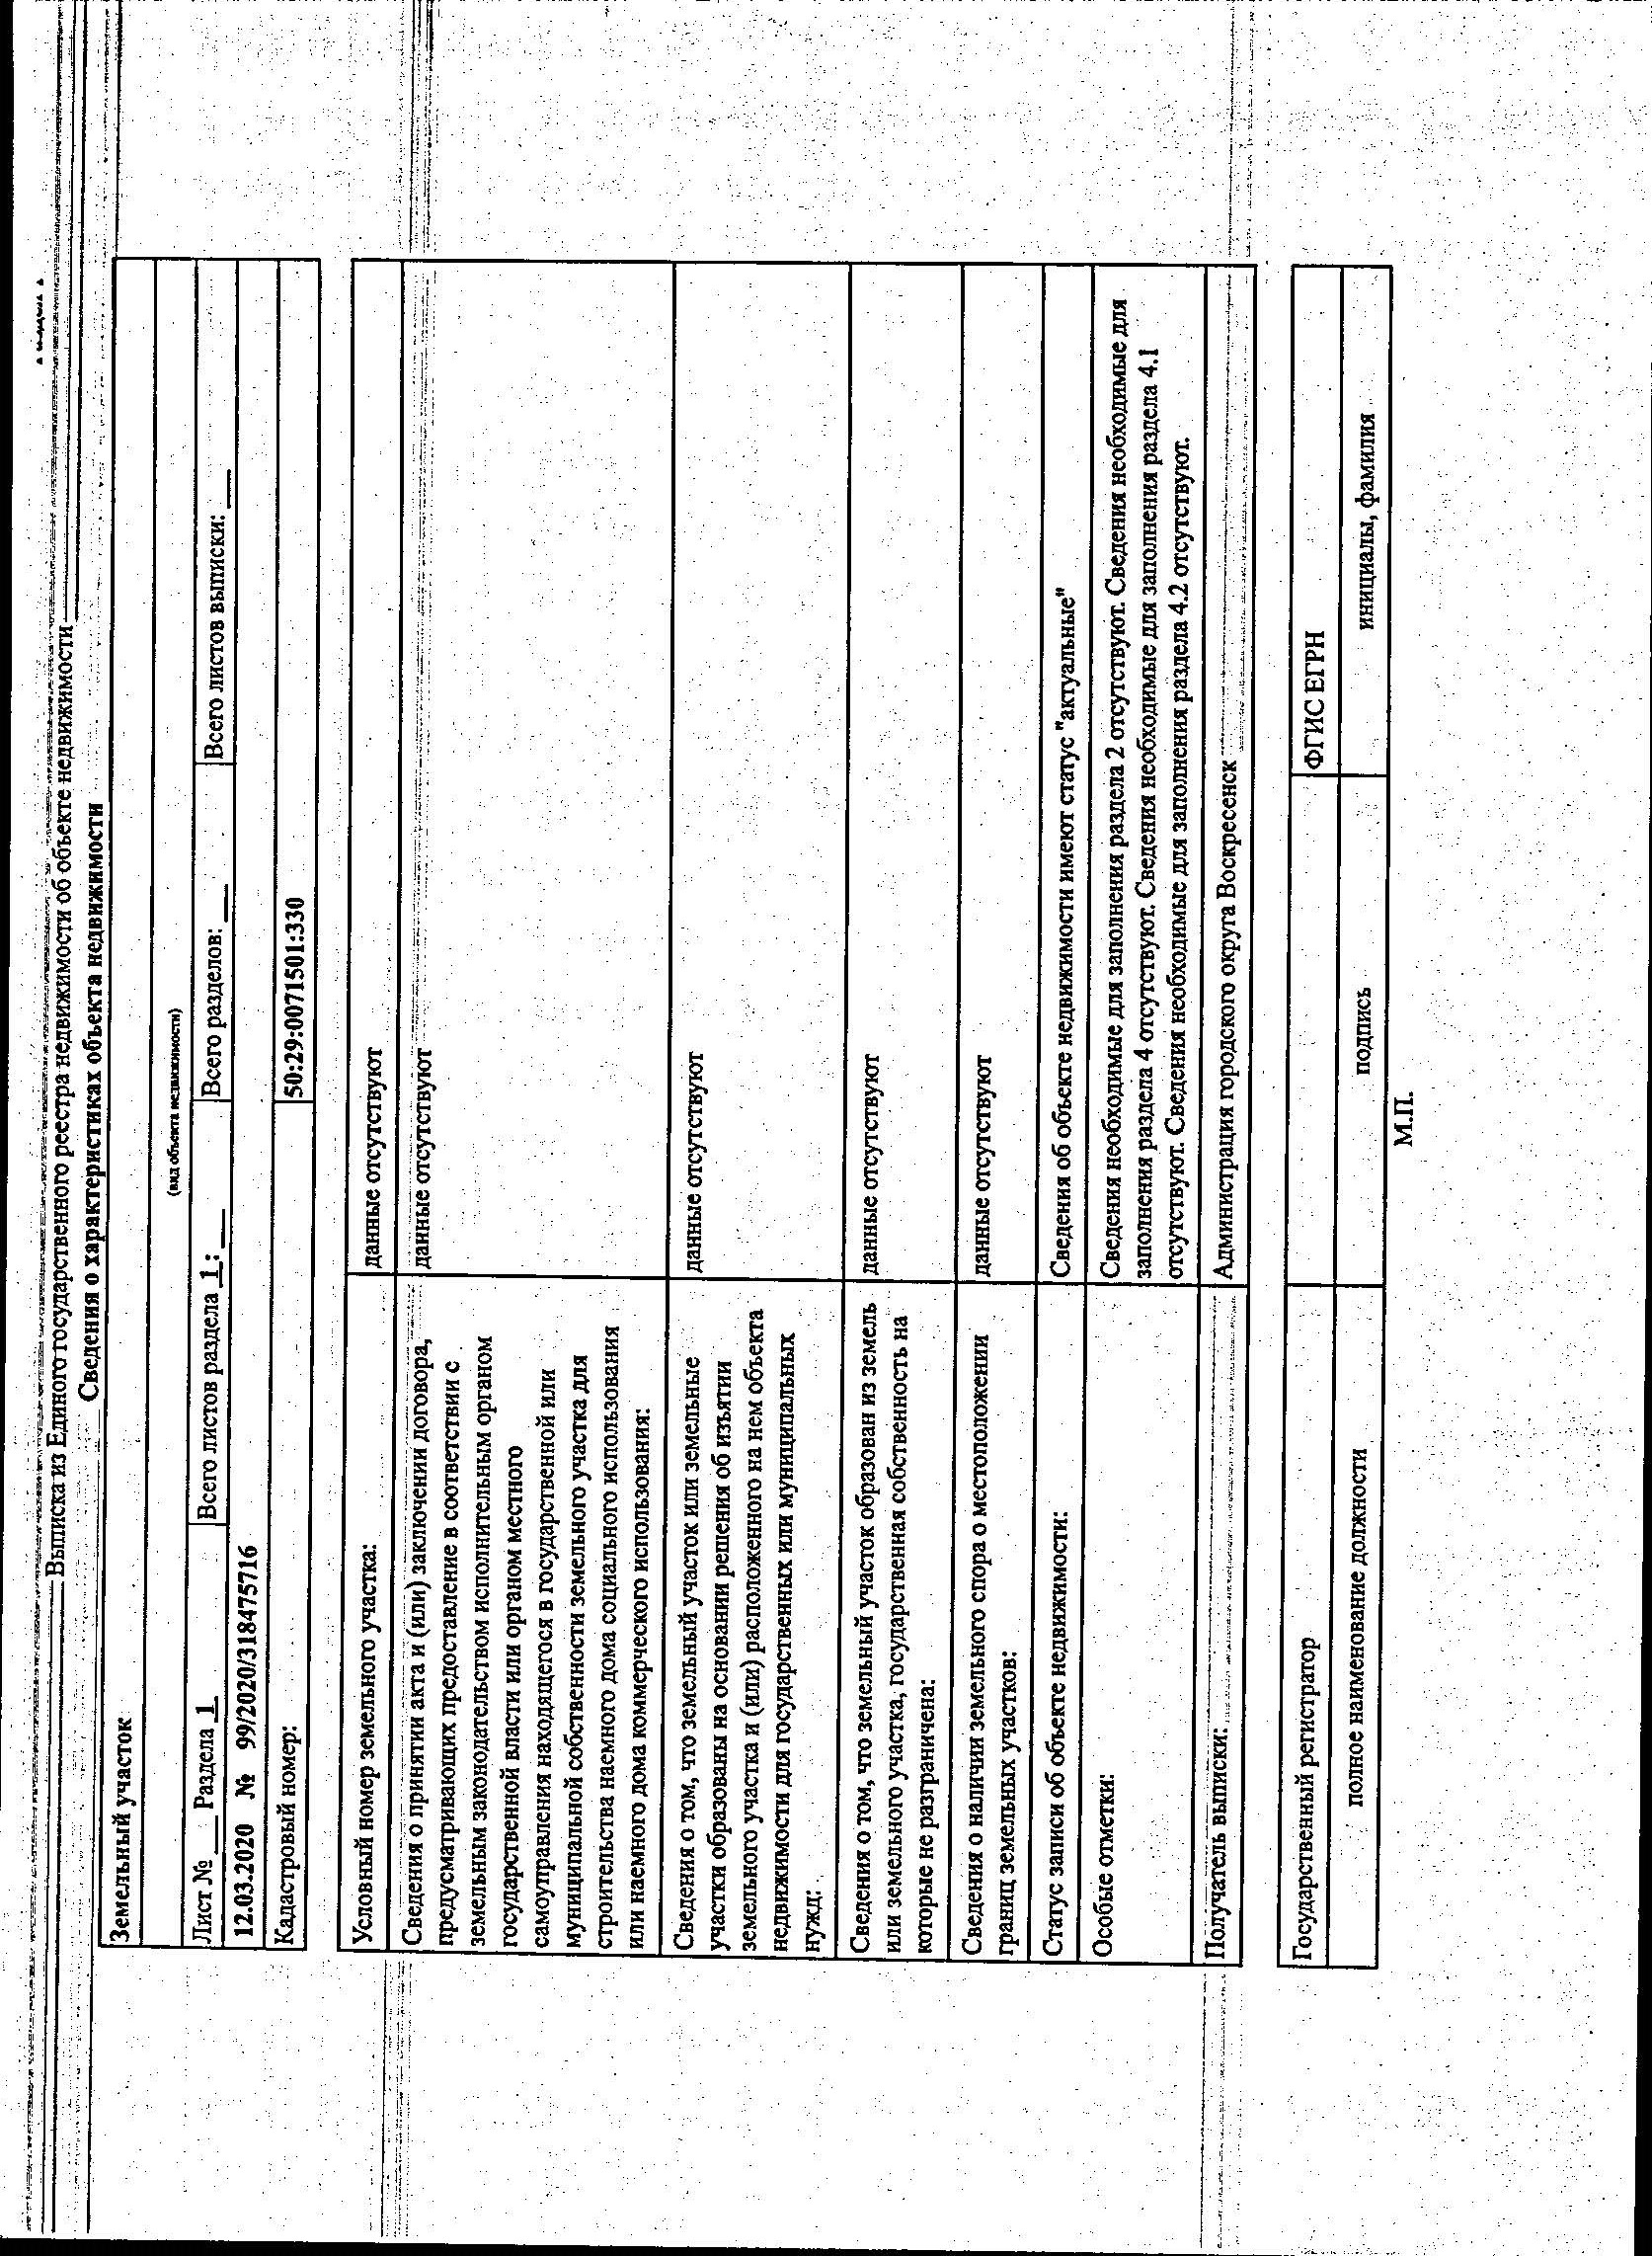 Выписка из Единого государственного реестра недвижимости об объекте недвижимости
Сведения о характеристиках объекта недвижимости
Земельный участок
(вид объекта недвижимости)
Лист № ___ Раздела 1 Всего листов раздела 1: ___ Всего разделов: ___ Всего листов выписки: ___
12.03.2020 № 99/2020/318475716
Кадастровый номер: 50:29:0071501:330
Условный номер земельного участка: данные отсутствуют
Сведения о принятии акта и (или) заключении договора, данные отсутствуют
предусматривающих предоставление в соответствии с
земельным законодательством исполнительным органом
государственной власти или органом местного
самоуправления находящегося в государственной или
муниципальной собственности земельного участка для
строительства наемного дома социального использования
или наемного дома коммерческого использования:
Сведения о том, что земельный участок или земельные данные отсутствуют
участки образованы на основании решения об изъятии
земельного участка и (или) расположенного на нем объекта
недвижимости для государственных или муниципальных
нужд:
Сведения о том, что земельный участок образован из земель данные отсутствуют
или земельного участка, государственная собственность на
которые не разграничена:
Сведения о наличии земельного спора о местоположении данные отсутствуют
границ земельных участков:
Статус записи об объекте недвижимости: Сведения об объекте недвижимости имеют статус "актуальные"
Особые отметки: Сведения необходимые для заполнения раздела 2 отсутствуют. Сведения необходимые для
заполнения раздела 4 отсутствуют. Сведения необходимые для заполнения раздела 4.1
отсутствуют. Сведения необходимые для заполнения раздела 4.2 отсутствуют.
Получатель выписки: Администрация городского округа Воскресенск
Государственный регистратор ФГИС ЕГРН
полное наименование должности подпись инициалы, фамилия
М.П.